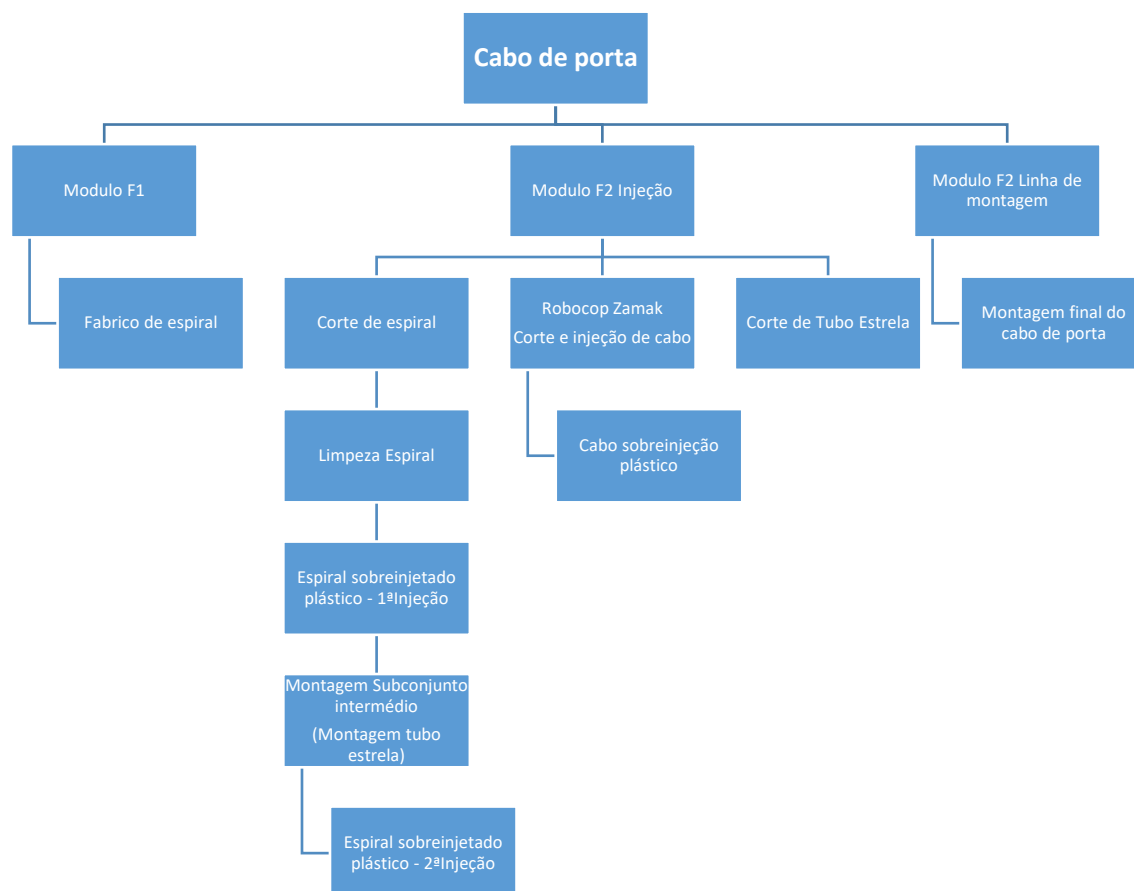 Cabo de porta
Modulo F1
Modulo F2 Injeção
Modulo F2 Linha de
montagem
Fabrico de espiral
Corte de espiral
Robocop Zamak
Corte e injeção de cabo
Corte de Tubo Estrela
Montagem final do
cabo de porta
Limpeza Espiral
Cabo sobreinjeção
plástico
Espiral sobreinjetado
plástico - 1ªInjeção
Montagem Subconjunto
intermédio
(Montagem tubo
estrela)
Espiral sobreinjetado
plástico - 2ªInjeção